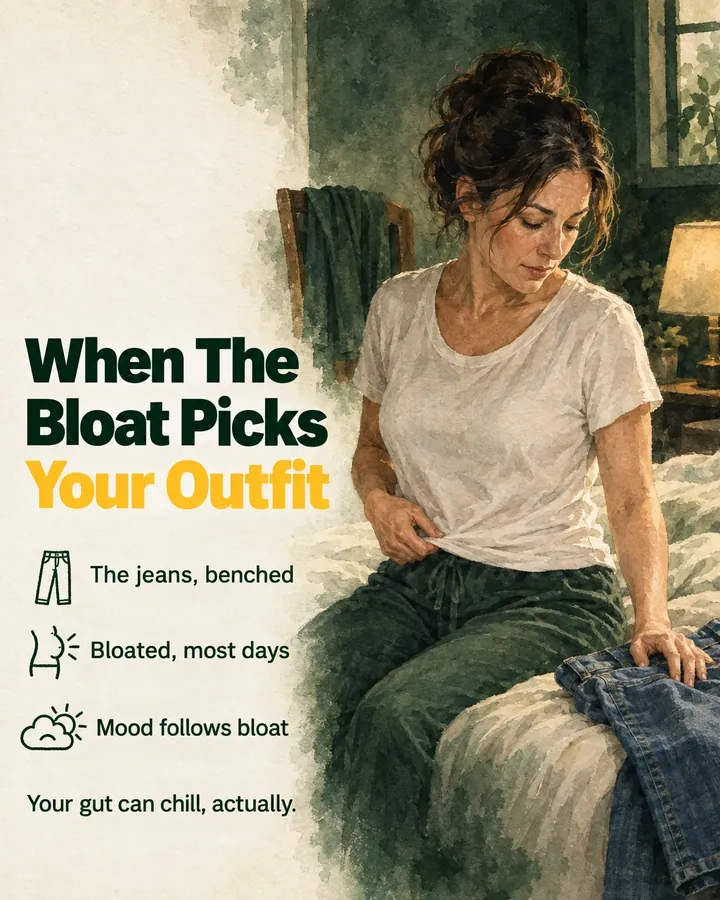 When The
Bloat Picks
Your Outfit
The jeans, benched
Bloated, most days
Mood follows bloat
Your gut can chill, actually.